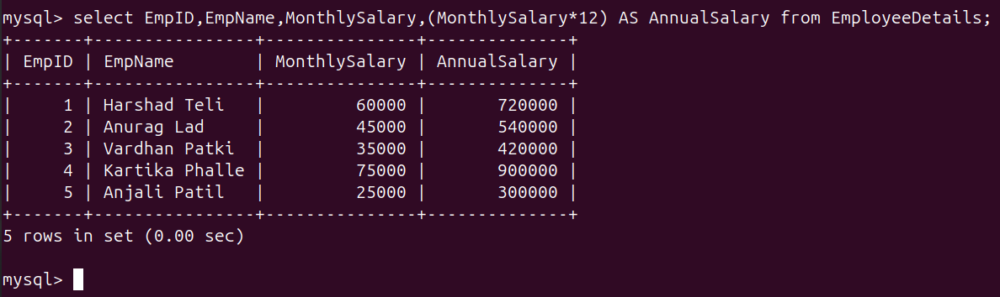 mysql> select EmpID,EmpName,MonthlySalary,(MonthlySalary*12) AS AnnualSalary from EmployeeDetails;
+-------+----------------+---------------+--------------+
| EmpID | EmpName        | MonthlySalary | AnnualSalary |
+-------+----------------+---------------+--------------+
|     1 | Harshad Teli   |         60000 |       720000 |
|     2 | Anurag Lad     |         45000 |       540000 |
|     3 | Vardhan Patki  |         35000 |       420000 |
|     4 | Kartika Phalle |         75000 |       900000 |
|     5 | Anjali Patil   |         25000 |       300000 |
+-------+----------------+---------------+--------------+
5 rows in set (0.00 sec)
mysql>